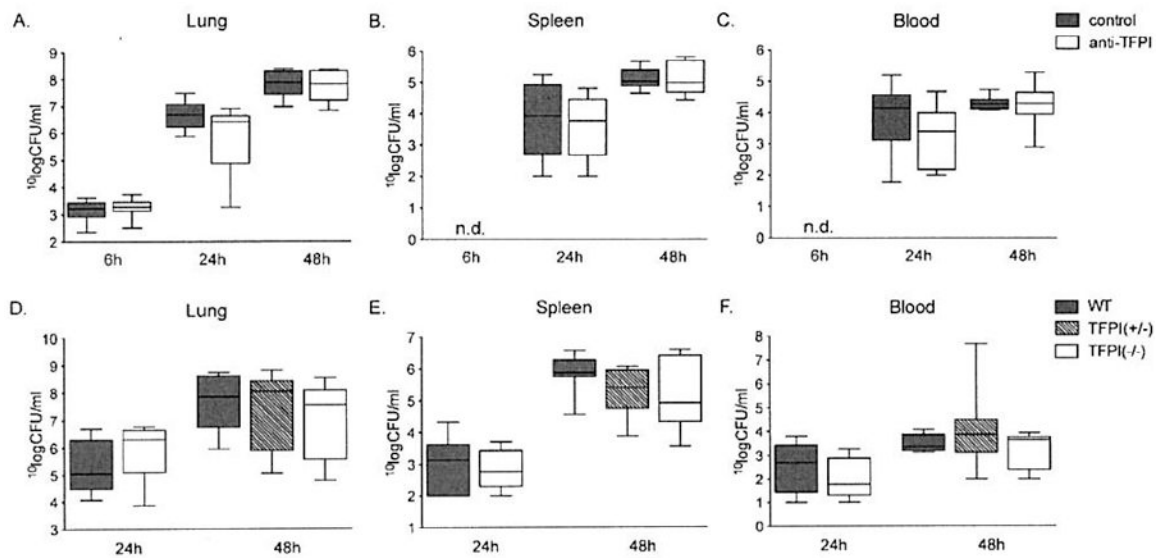 A. Lung
B. Spleen
C. Blood
control
anti-TFPI
¹⁰logCFU/ml
9
8
7
6
5
4
3
2
6h 24h 48h
¹⁰logCFU/ml
6
5
4
3
2
1
0
n.d.
6h 24h 48h
¹⁰logCFU/ml
6
5
4
3
2
1
0
n.d.
6h 24h 48h
D. Lung
E. Spleen
F. Blood
WT
TFPI(+/-)
TFPI(-/-)
¹⁰logCFU/ml
10
9
8
7
6
5
4
3
24h 48h
¹⁰logCFU/ml
7
6
5
4
3
2
1
24h 48h
¹⁰logCFU/ml
8
7
6
5
4
3
2
1
0
24h 48h